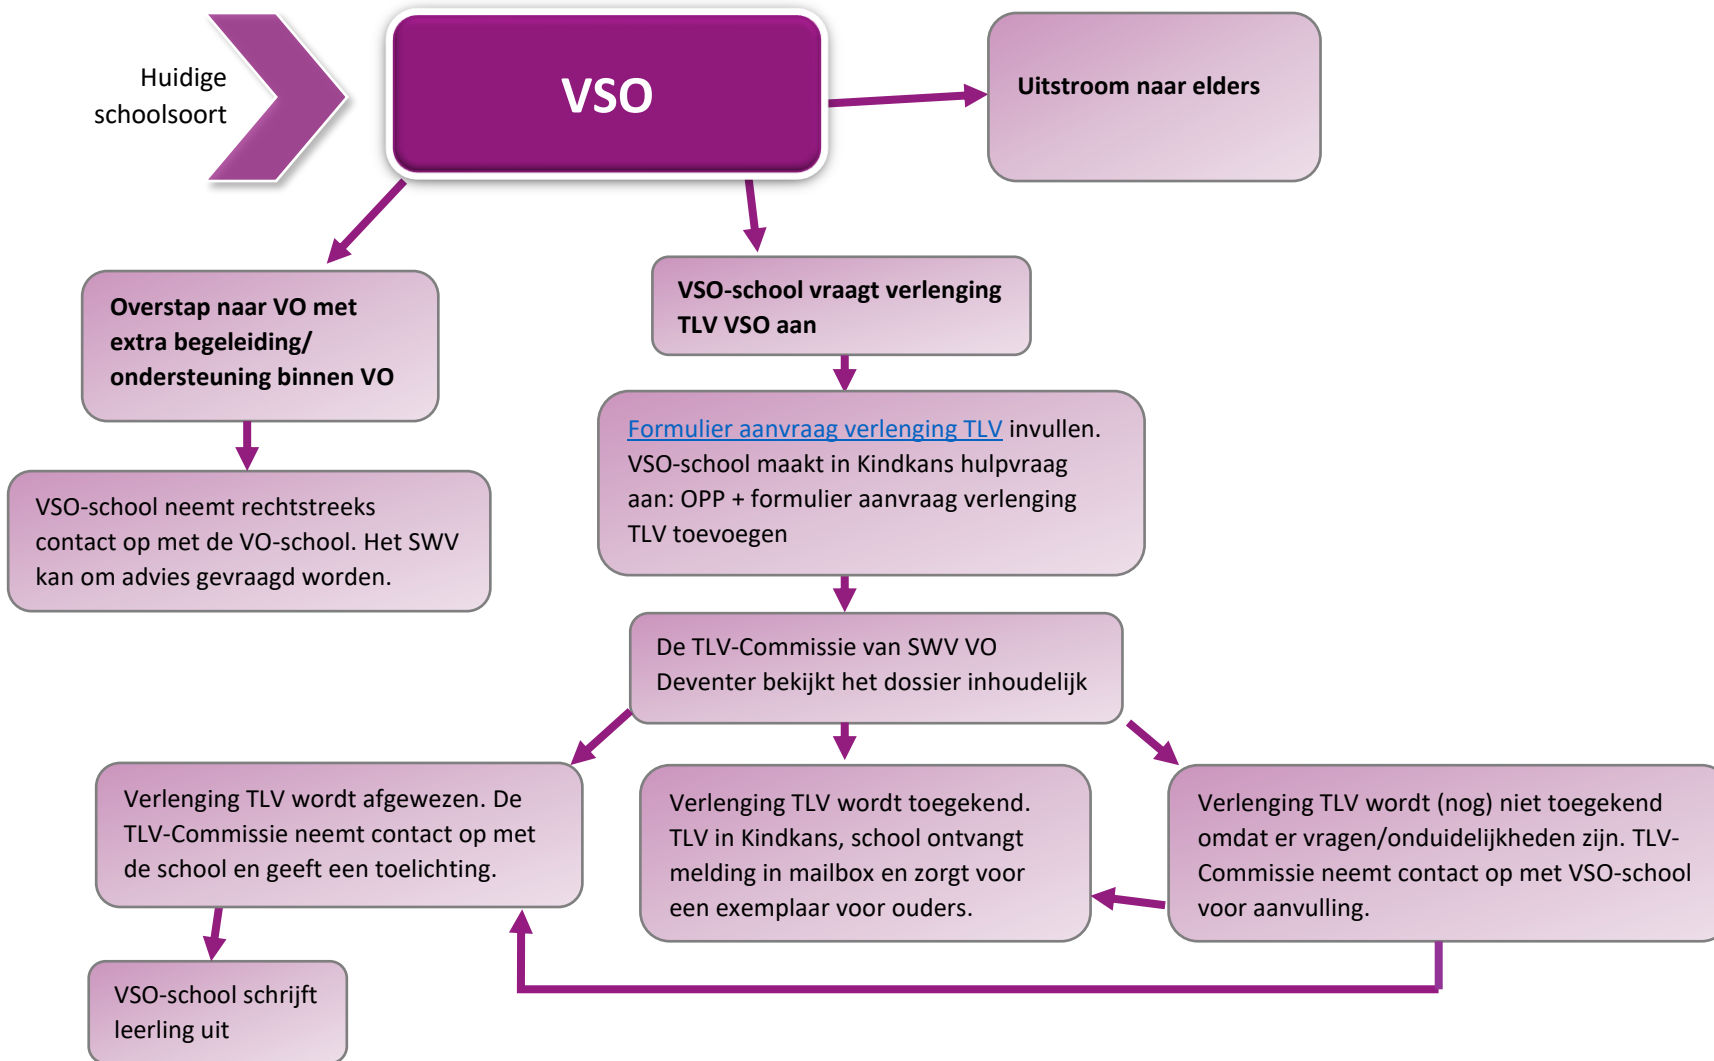 Huidige
schoolsoort
VSO
Uitstroom naar elders
Overstap naar VO met
extra begeleiding/
ondersteuning binnen VO
VSO-school neemt rechtstreeks
contact op met de VO-school. Het SWV
kan om advies gevraagd worden.
VSO-school vraagt verlenging
TLV VSO aan
Formulier aanvraag verlenging TLV invullen.
VSO-school maakt in Kindkans hulpvraag
aan: OPP + formulier aanvraag verlenging
TLV toevoegen
De TLV-Commissie van SWV VO
Deventer bekijkt het dossier inhoudelijk
Verlenging TLV wordt afgewezen. De
TLV-Commissie neemt contact op met
de school en geeft een toelichting.
VSO-school schrijft
leerling uit
Verlenging TLV wordt toegekend.
TLV in Kindkans, school ontvangt
melding in mailbox en zorgt voor
een exemplaar voor ouders.
Verlenging TLV wordt (nog) niet toegekend
omdat er vragen/onduidelijkheden zijn. TLV-
Commissie neemt contact op met VSO-school
voor aanvulling.